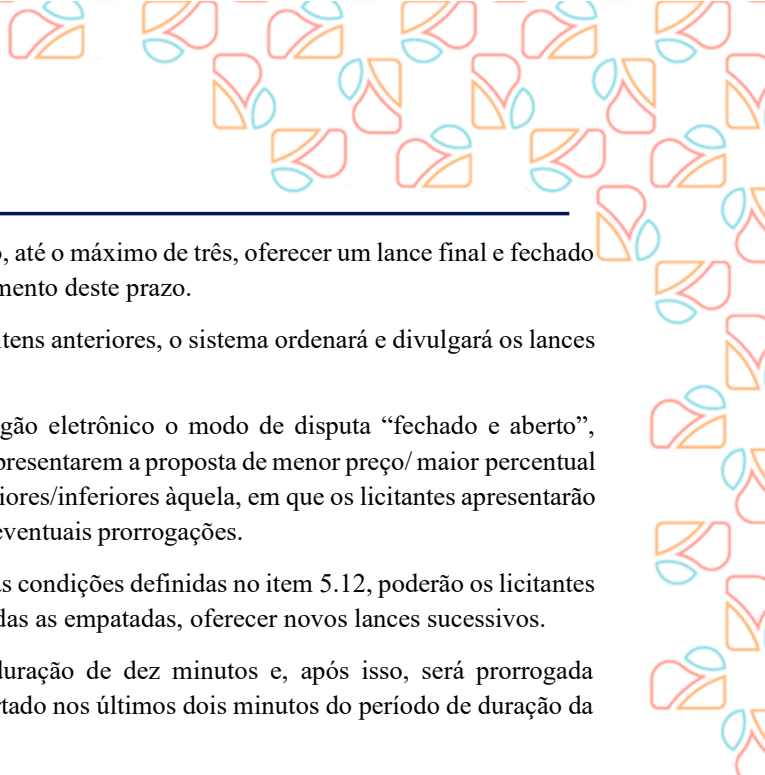 , até o máximo de três, oferecer um lance final e fechado
mento deste prazo.
itens anteriores, o sistema ordenará e divulgará os lances
gão eletrônico o modo de disputa “fechado e aberto”,
presentarem a proposta de menor preço/ maior percentual
iores/inferiores àquela, em que os licitantes apresentarão
eventuais prorrogações.
s condições definidas no item 5.12, poderão os licitantes
das as empatadas, oferecer novos lances sucessivos.
duração de dez minutos e, após isso, será prorrogada
rtado nos últimos dois minutos do período de duração da